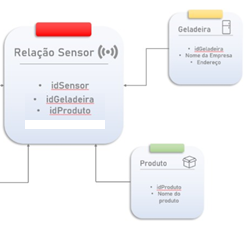 Relação Sensor
idSensor
idGeladeira
idProduto
Geladeira
idGeladeira
Nome da Empresa
Endereço
Produto
idProduto
Nome do
produto